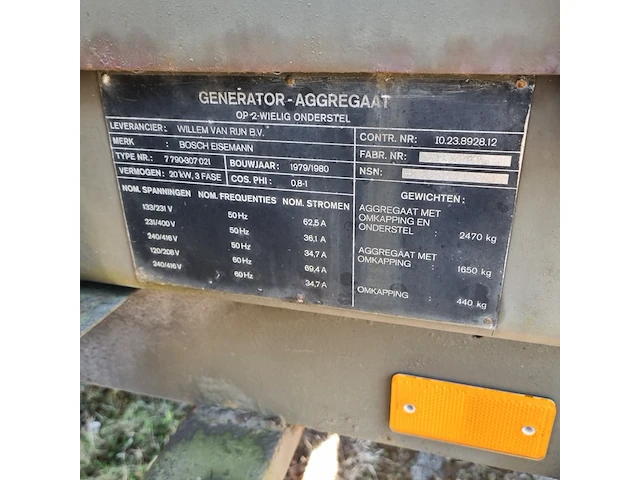 GENERATOR - AGGREGAAT
OP 2-WIELIG ONDERSTEL
LEVERANCIER: WILLEM VAN RIJN B.V.
MERK : BOSCH EISEMANN
TYPE NR: 7 790-807 021
BOUWJAAR: 1979/1980
VERMOGEN: 20 kW, 3 FASE
COS. PHI : 0,8-1
NOM. SPANNINGEN NOM. FREQUENTIES NOM. STROMEN
133/231 V 50 Hz 62,5 A
231/400 V 50 Hz 36,1 A
240/416 V 50 Hz 34,7 A
120/208 V 60 Hz 69,4 A
240/416 V 60 Hz 34,7 A
CONTR. NR: 10.23.8928.12
FABR. NR:
NSN:
GEWICHTEN:
AGGREGAAT MET
OMKAPPING EN
ONDERSTEL : 2470 kg
AGGREGAAT MET
OMKAPPING : 1650 kg
OMKAPPING : 440 kg